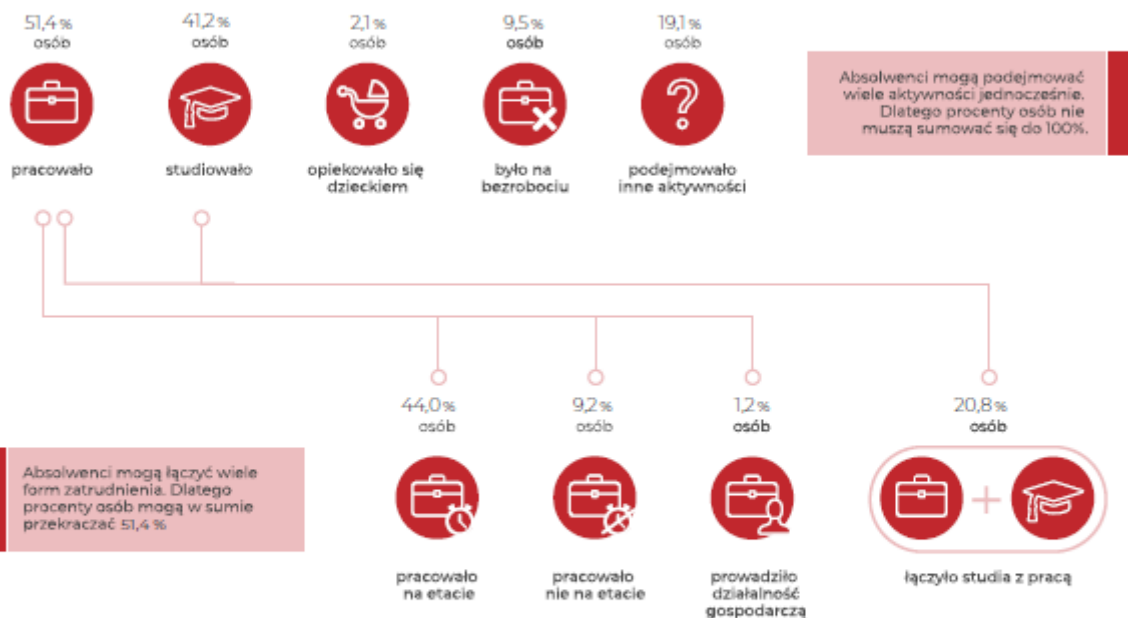 51,4%
osób
pracowało
41,2%
osób
studiowało
2,1%
osób
opiekowało się
dzieckiem
9,5%
osób
było na
bezrobociu
19,1%
osób
podejmowało
inne aktywności
Absolwenci mogą podejmować
wiele aktywności jednocześnie.
Dlatego procenty osób nie
muszą sumować się do 100%.
Absolwenci mogą łączyć wiele
form zatrudnienia. Dlatego
procenty osób mogą w sumie
przekraczać 51,4%
44,0%
osób
pracowało
na etacie
9,2%
osób
pracowało
nie na etacie
1,2%
osób
prowadziło
działalność
gospodarczą
20,8%
osób
łączyło studia z pracą